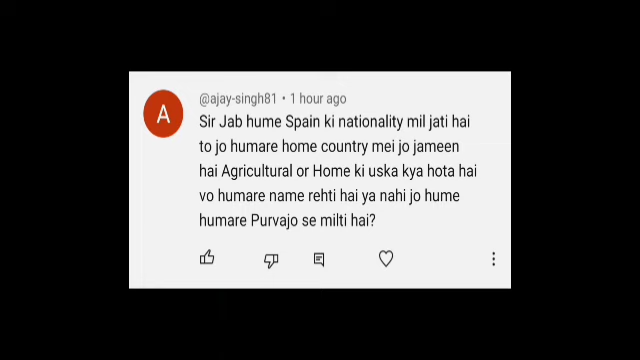 A
@ajay-singh81 • 1 hour ago
Sir Jab hume Spain ki nationality mil jati hai
to jo humare home country mei jo jameen
hai Agricultural or Home ki uska kya hota hai
vo humare name rehti hai ya nahi jo hume
humare Purvajo se milti hai?